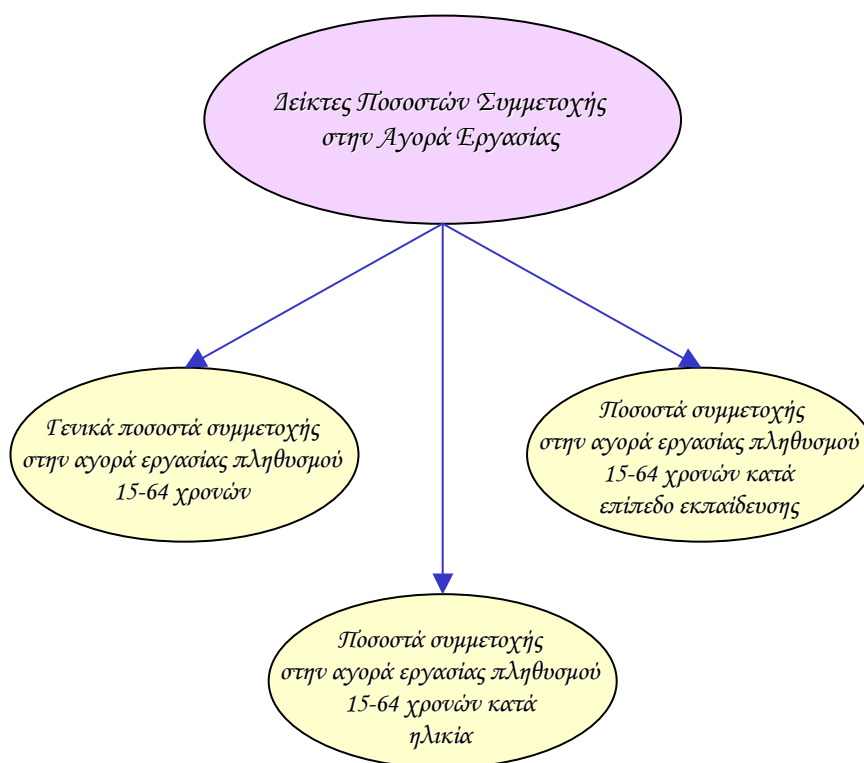 Δείκτες Ποσοστών Συμμετοχής
στην Αγορά Εργασίας
Γενικά ποσοστά συμμετοχής
στην αγορά εργασίας πληθυσμού
15-64 χρονών
Ποσοστά συμμετοχής
στην αγορά εργασίας πληθυσμού
15-64 χρονών κατά
επίπεδο εκπαίδευσης
Ποσοστά συμμετοχής
στην αγορά εργασίας πληθυσμού
15-64 χρονών κατά
ηλικία